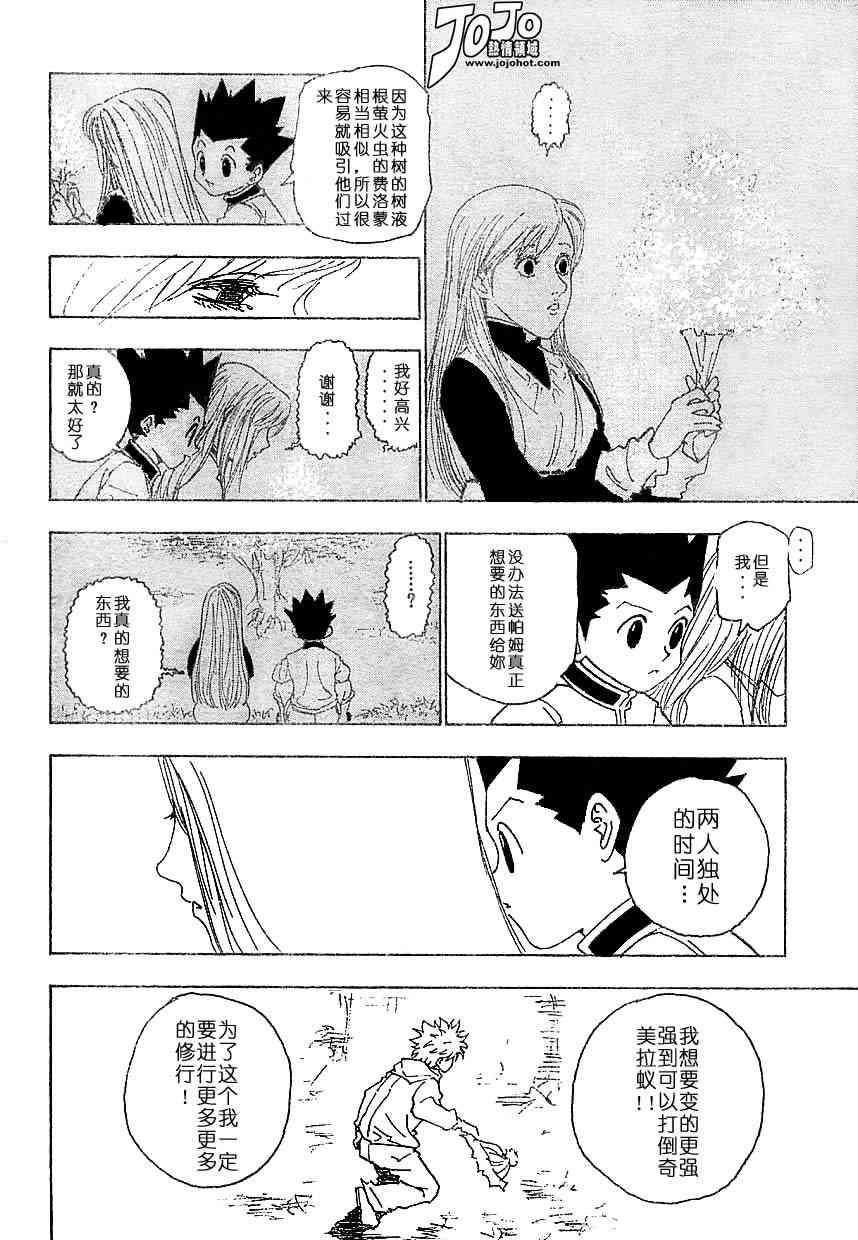 JOJO
熱情領域
www.jojohot.com
....
因为这种树的树液
根萤火虫的费洛蒙
相当相似，所以很
容易就吸引他们过
来
我好高兴
.....
谢谢...
真的？
那就太好了
...
但是
我...
没办法送帕姆真正
想要的东西给妳
......？
我真的想要的
东西？
两人独处
的时间...
我想要变的更强
强到可以打倒奇
美拉蚁!!
为了这个我一定
要进行更多更多
的修行！